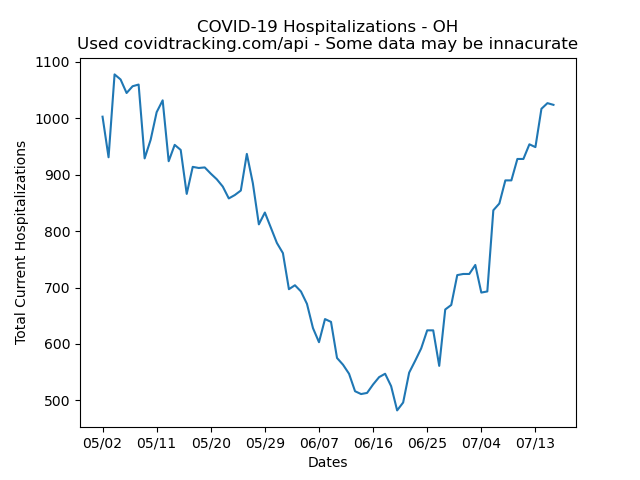 COVID-19 Hospitalizations - OH
Used covidtracking.com/api - Some data may be innacurate
1100
1000
900
800
700
600
500
Total Current Hospitalizations
05/02 05/11 05/20 05/29 06/07 06/16 06/25 07/04 07/13
Dates